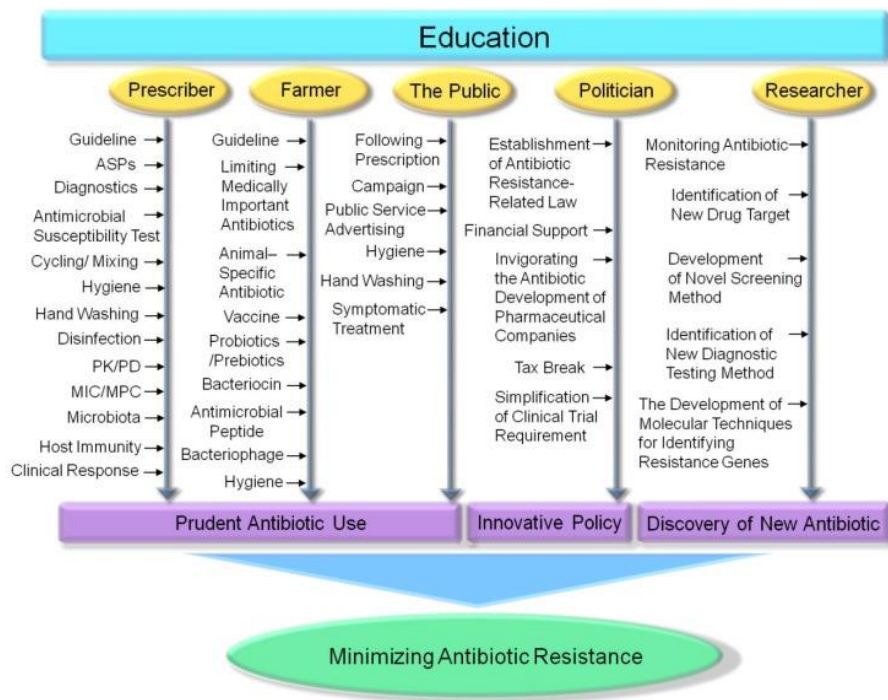 Education
Prescriber
Farmer
The Public
Politician
Researcher
Guideline
ASPs
Diagnostics
Antimicrobial
Susceptibility Test
Cycling/ Mixing
Hygiene
Hand Washing
Disinfection
PK/PD
MIC/MPC
Microbiota
Host Immunity
Clinical Response
Guideline
Limiting
Medically
Important
Antibiotics
Animal–
Specific
Antibiotic
Vaccine
Probiotics
/Prebiotics
Bacteriocin
Antimicrobial
Peptide
Bacteriophage
Hygiene
Following
Prescription
Campaign
Public Service
Advertising
Hygiene
Hand Washing
Symptomatic
Treatment
Establishment
of Antibiotic
Resistance-
Related Law
Financial Support
Invigorating
the Antibiotic
Development of
Pharmaceutical
Companies
Tax Break
Simplification
of Clinical Trial
Requirement
Monitoring Antibiotic
Resistance
Identification of
New Drug Target
Development
of Novel Screening
Method
Identification of
New Diagnostic
Testing Method
The Development of
Molecular Techniques
for Identifying
Resistance Genes
Prudent Antibiotic Use
Innovative Policy
Discovery of New Antibiotic
Minimizing Antibiotic Resistance